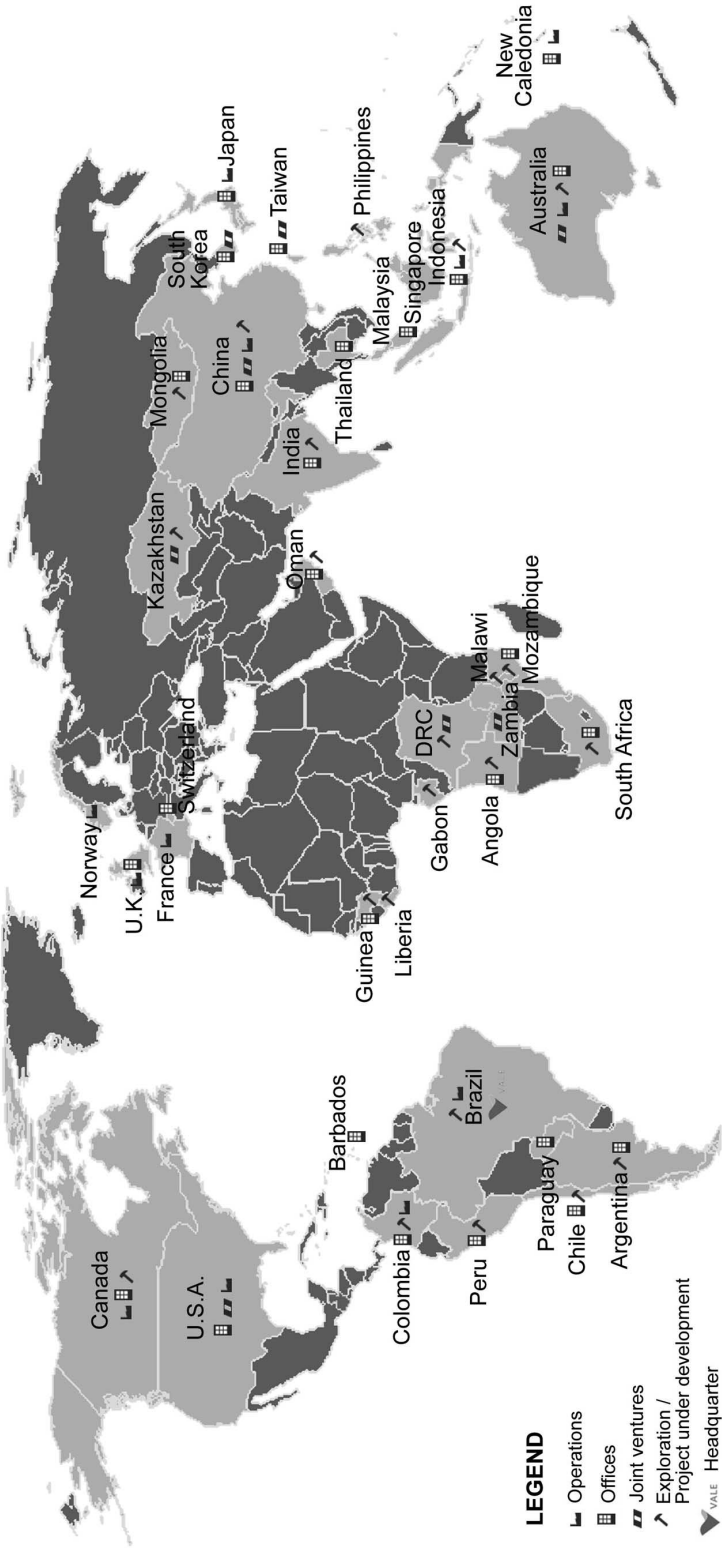 Canada
U.S.A.
Barbados
Colombia
Peru
Brazil
VALE
Paraguay
Chile
Argentina
Norway
U.K.
France
Switzerland
Guinea
Liberia
Gabon
DRC
Angola
Zambia
Malawi
Mozambique
South Africa
Oman
Kazakhstan
Mongolia
China
India
Thailand
South
Korea
Japan
Taiwan
Philippines
Malaysia
Singapore
Indonesia
Australia
New
Caledonia
LEGEND
Operations
Offices
Joint ventures
Exploration /
Project under development
VALE Headquarter